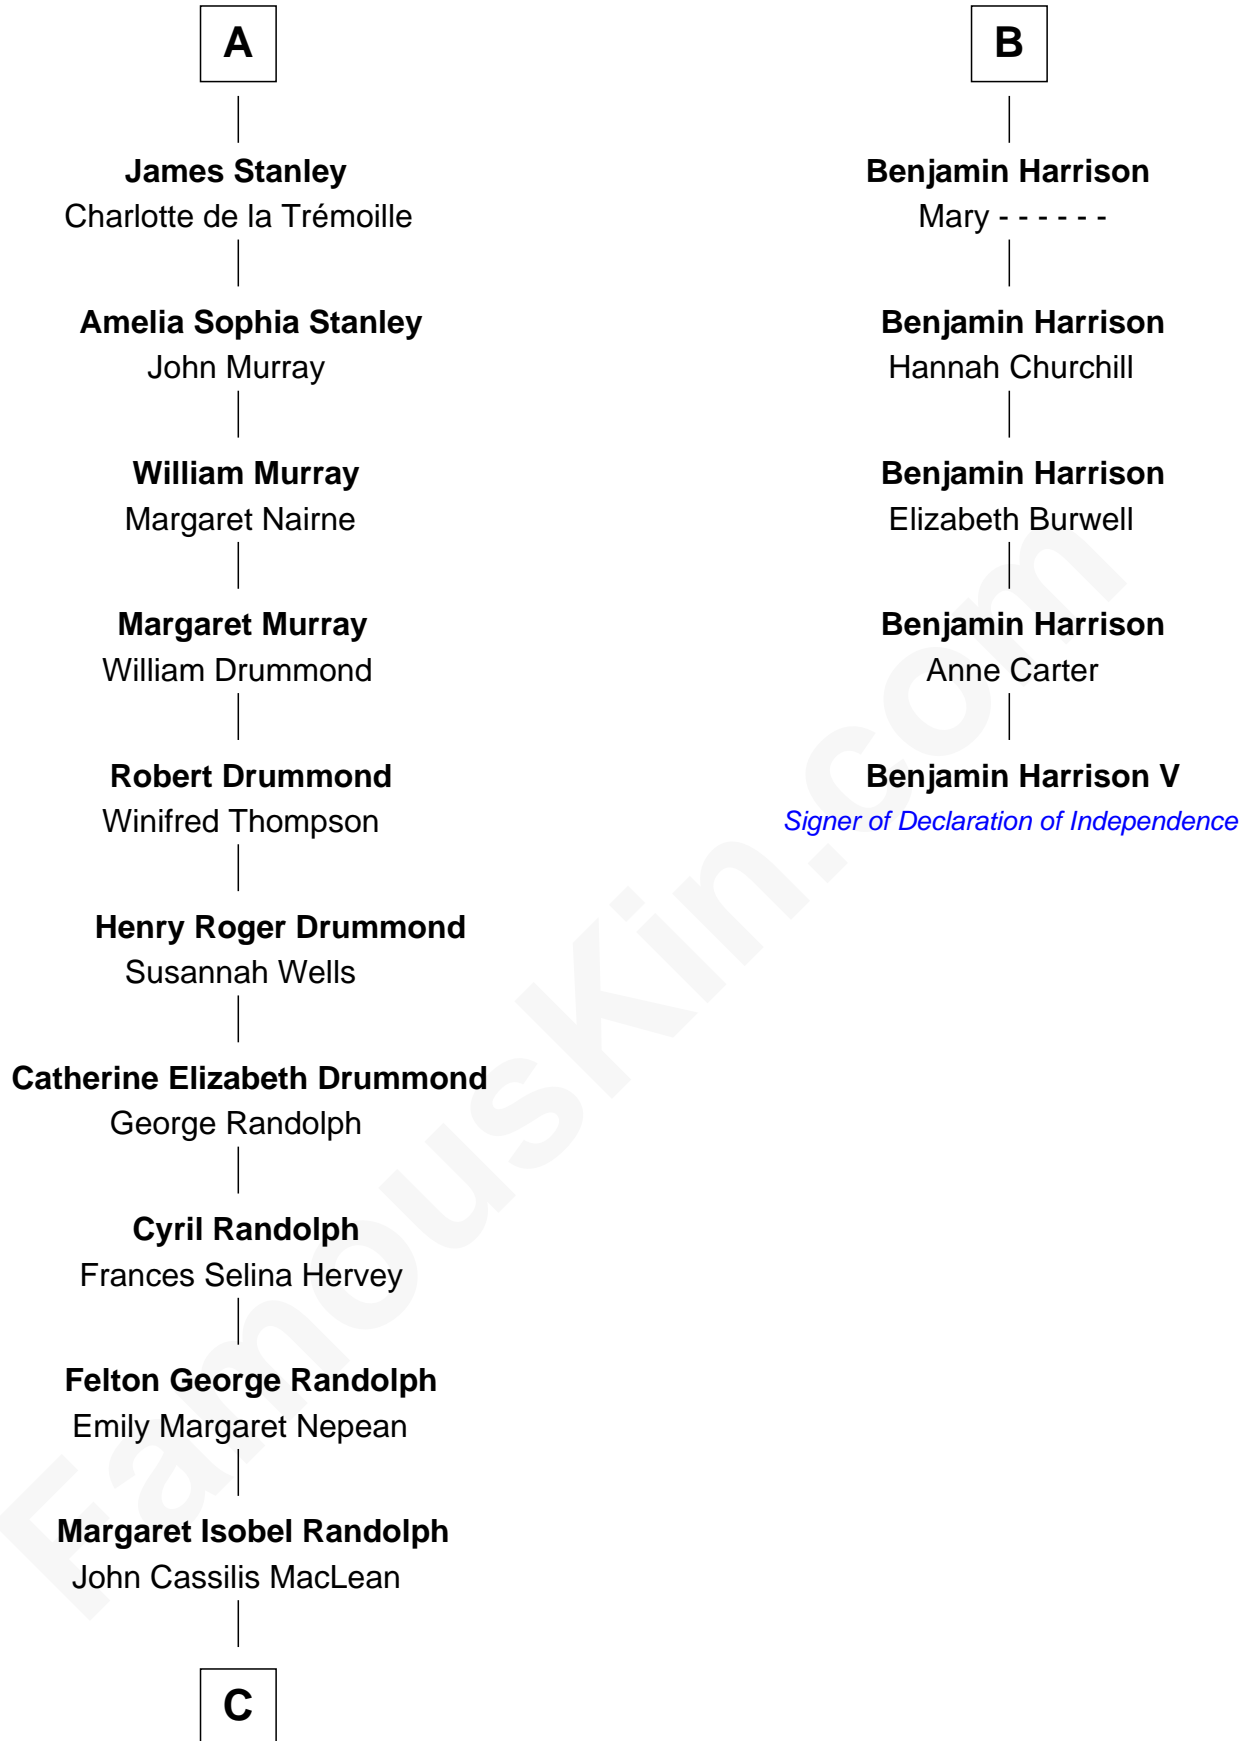 A
James Stanley
Charlotte de la Trémoille
Amelia Sophia Stanley
John Murray
William Murray
Margaret Nairne
Margaret Murray
William Drummond
Robert Drummond
Winifred Thompson
Henry Roger Drummond
Susannah Wells
Catherine Elizabeth Drummond
George Randolph
Cyril Randolph
Frances Selina Hervey
Felton George Randolph
Emily Margaret Nepean
Margaret Isobel Randolph
John Cassilis MacLean
C
B
Benjamin Harrison
Mary - - - - - -
Benjamin Harrison
Hannah Churchill
Benjamin Harrison
Elizabeth Burwell
Benjamin Harrison
Anne Carter
Benjamin Harrison V
Signer of Declaration of Independence
FamousKin.com